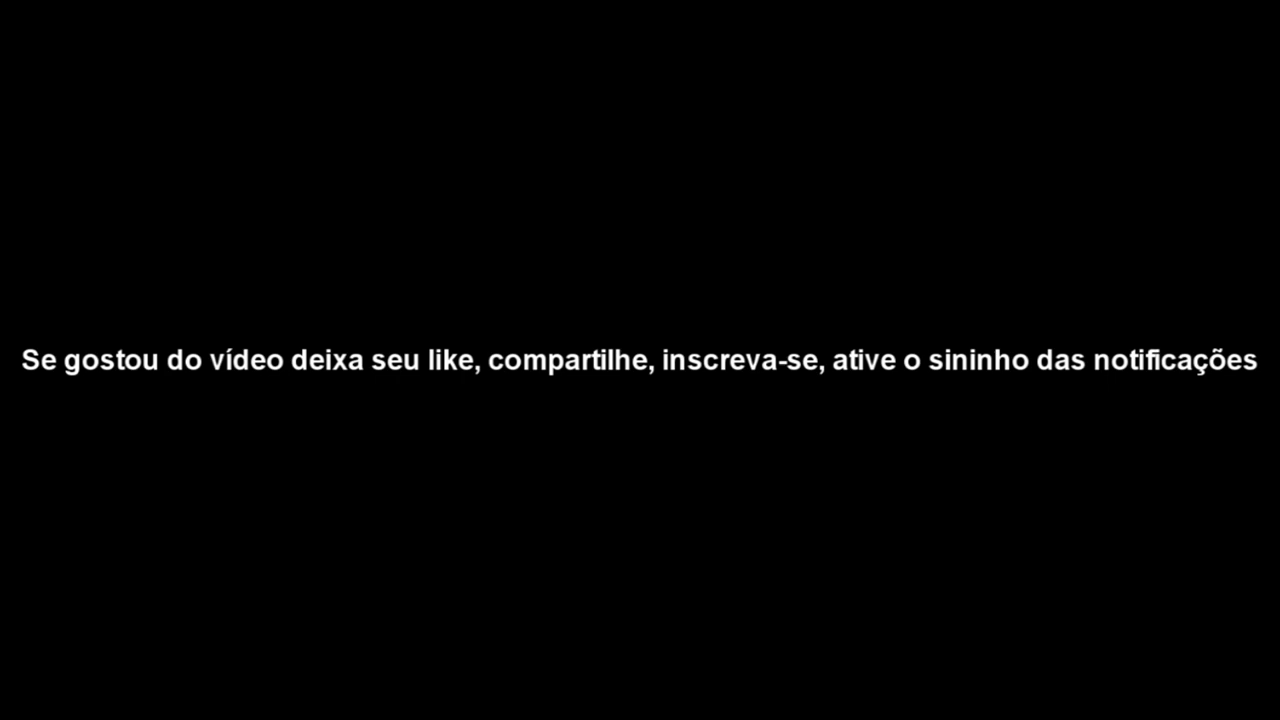 Se gostou do vídeo deixa seu like, compartilhe, inscreva-se, ative o sininho das notificações